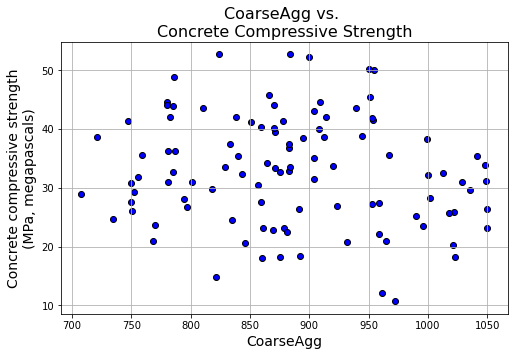 CoarseAgg vs.
Concrete Compressive Strength
Concrete compressive strength
(MPa, megapascals)
50
40
30
20
10
700 750 800 850 900 950 1000 1050
CoarseAgg